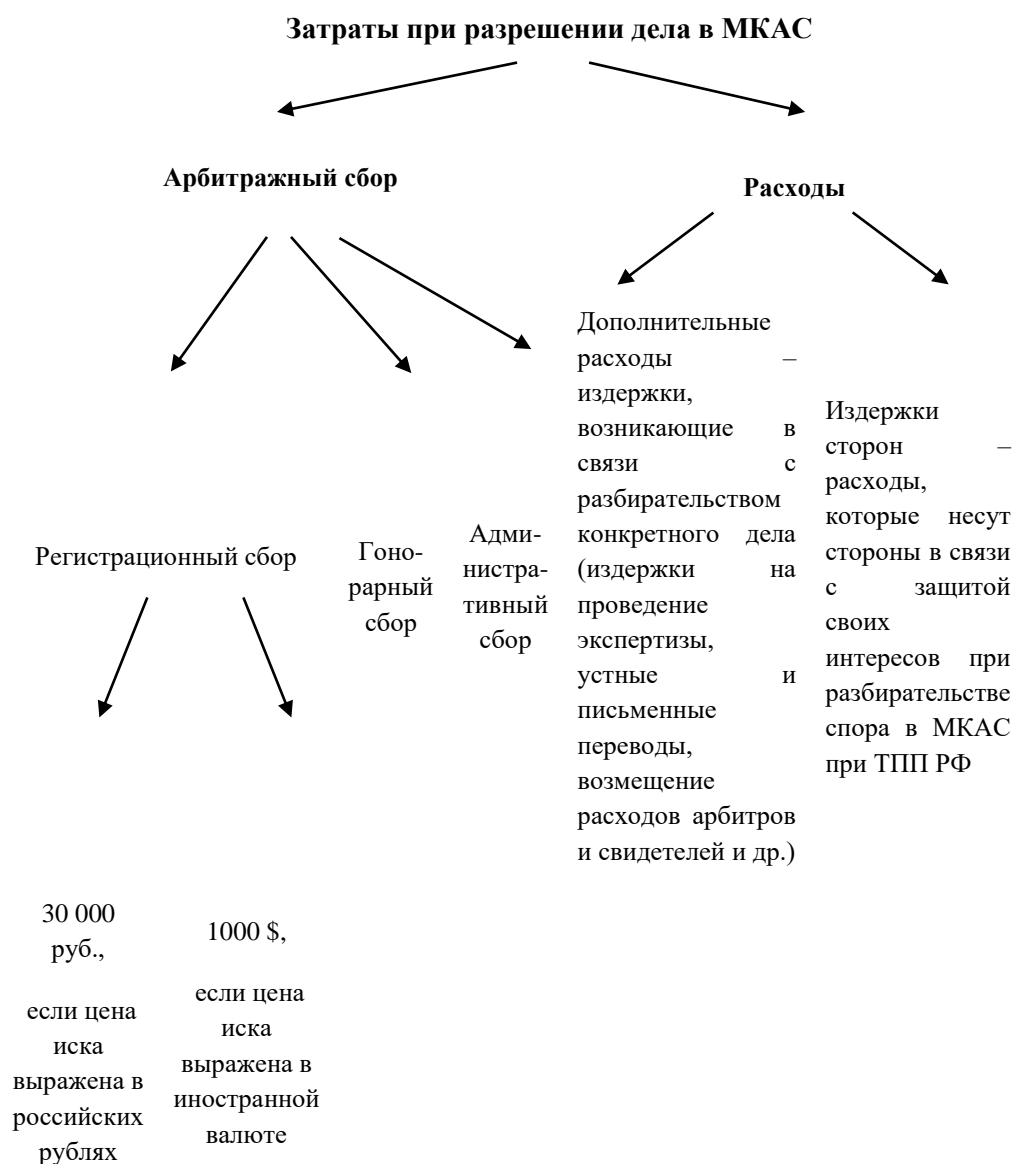 Затраты при разрешении дела в МКАС
Арбитражный сбор
Расходы
Регистрационный сбор
Гоно-
рарный
сбор
Адми-
нистра-
тивный
сбор
Дополнительные
расходы –
издержки,
возникающие в
связи с
разбирательством
конкретного дела
(издержки на
проведение
экспертизы,
устные и
письменные
переводы,
возмещение
расходов арбитров
и свидетелей и др.)
Издержки
сторон –
расходы,
которые несут
стороны в связи
с защитой
своих
интересов при
разбирательстве
спора в МКАС
при ТПП РФ
30 000
руб.,
если цена
иска
выражена в
российских
рублях
1000 $,
если цена
иска
выражена в
иностранной
валюте